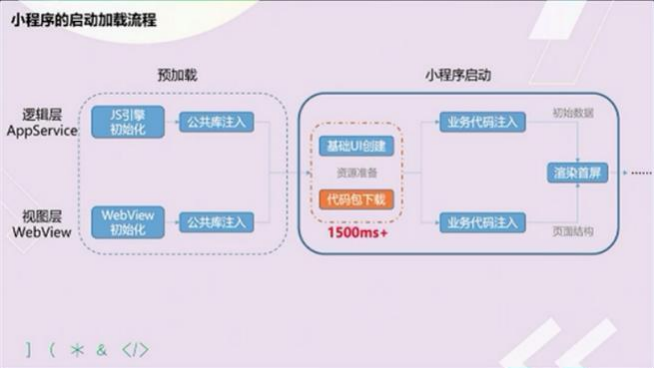 小程序的启动加载流程
预加载
小程序启动
逻辑层
AppService
JS引擎
初始化
公共库注入
业务代码注入
初始数据
基础UI创建
资源准备
代码包下载
1500ms+
渲染首屏
......
视图层
WebView
WebView
初始化
公共库注入
业务代码注入
页面结构
] ( * & </>